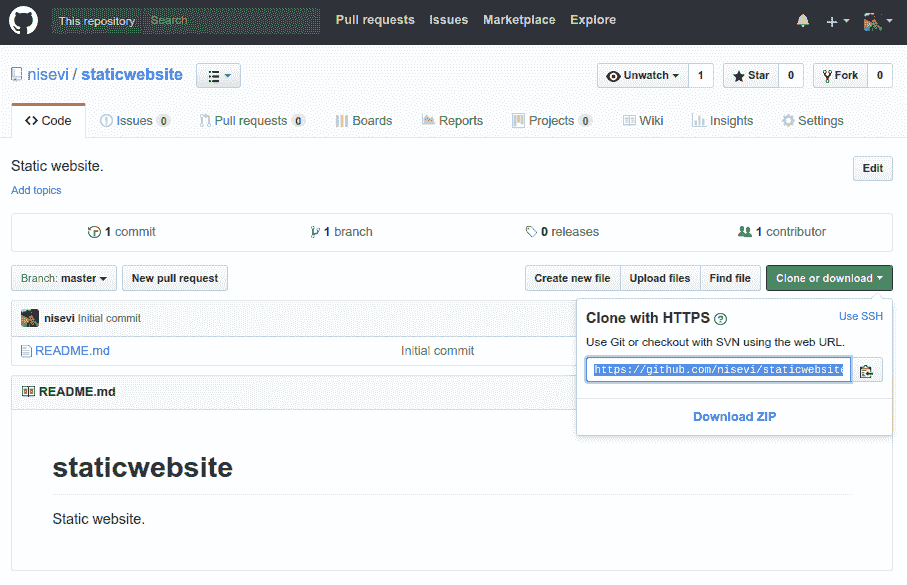 This repository Search Pull requests Issues Marketplace Explore
nisevi / staticwebsite Unwatch 1 Star 0 Fork 0
Code Issues 0 Pull requests 0 Boards Reports Projects 0 Wiki Insights Settings
Static website. Edit
Add topics
1 commit 1 branch 0 releases 1 contributor
Branch: master New pull request Create new file Upload files Find file Clone or download
nisevi Initial commit
README.md Initial commit
Clone with HTTPS Use SSH
Use Git or checkout with SVN using the web URL.
https://github.com/nisevi/staticwebsite
Download ZIP
README.md
staticwebsite
Static website.